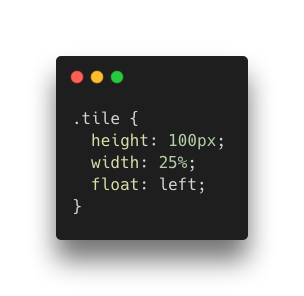 .tile {
  height: 100px;
  width: 25%;
  float: left;
}